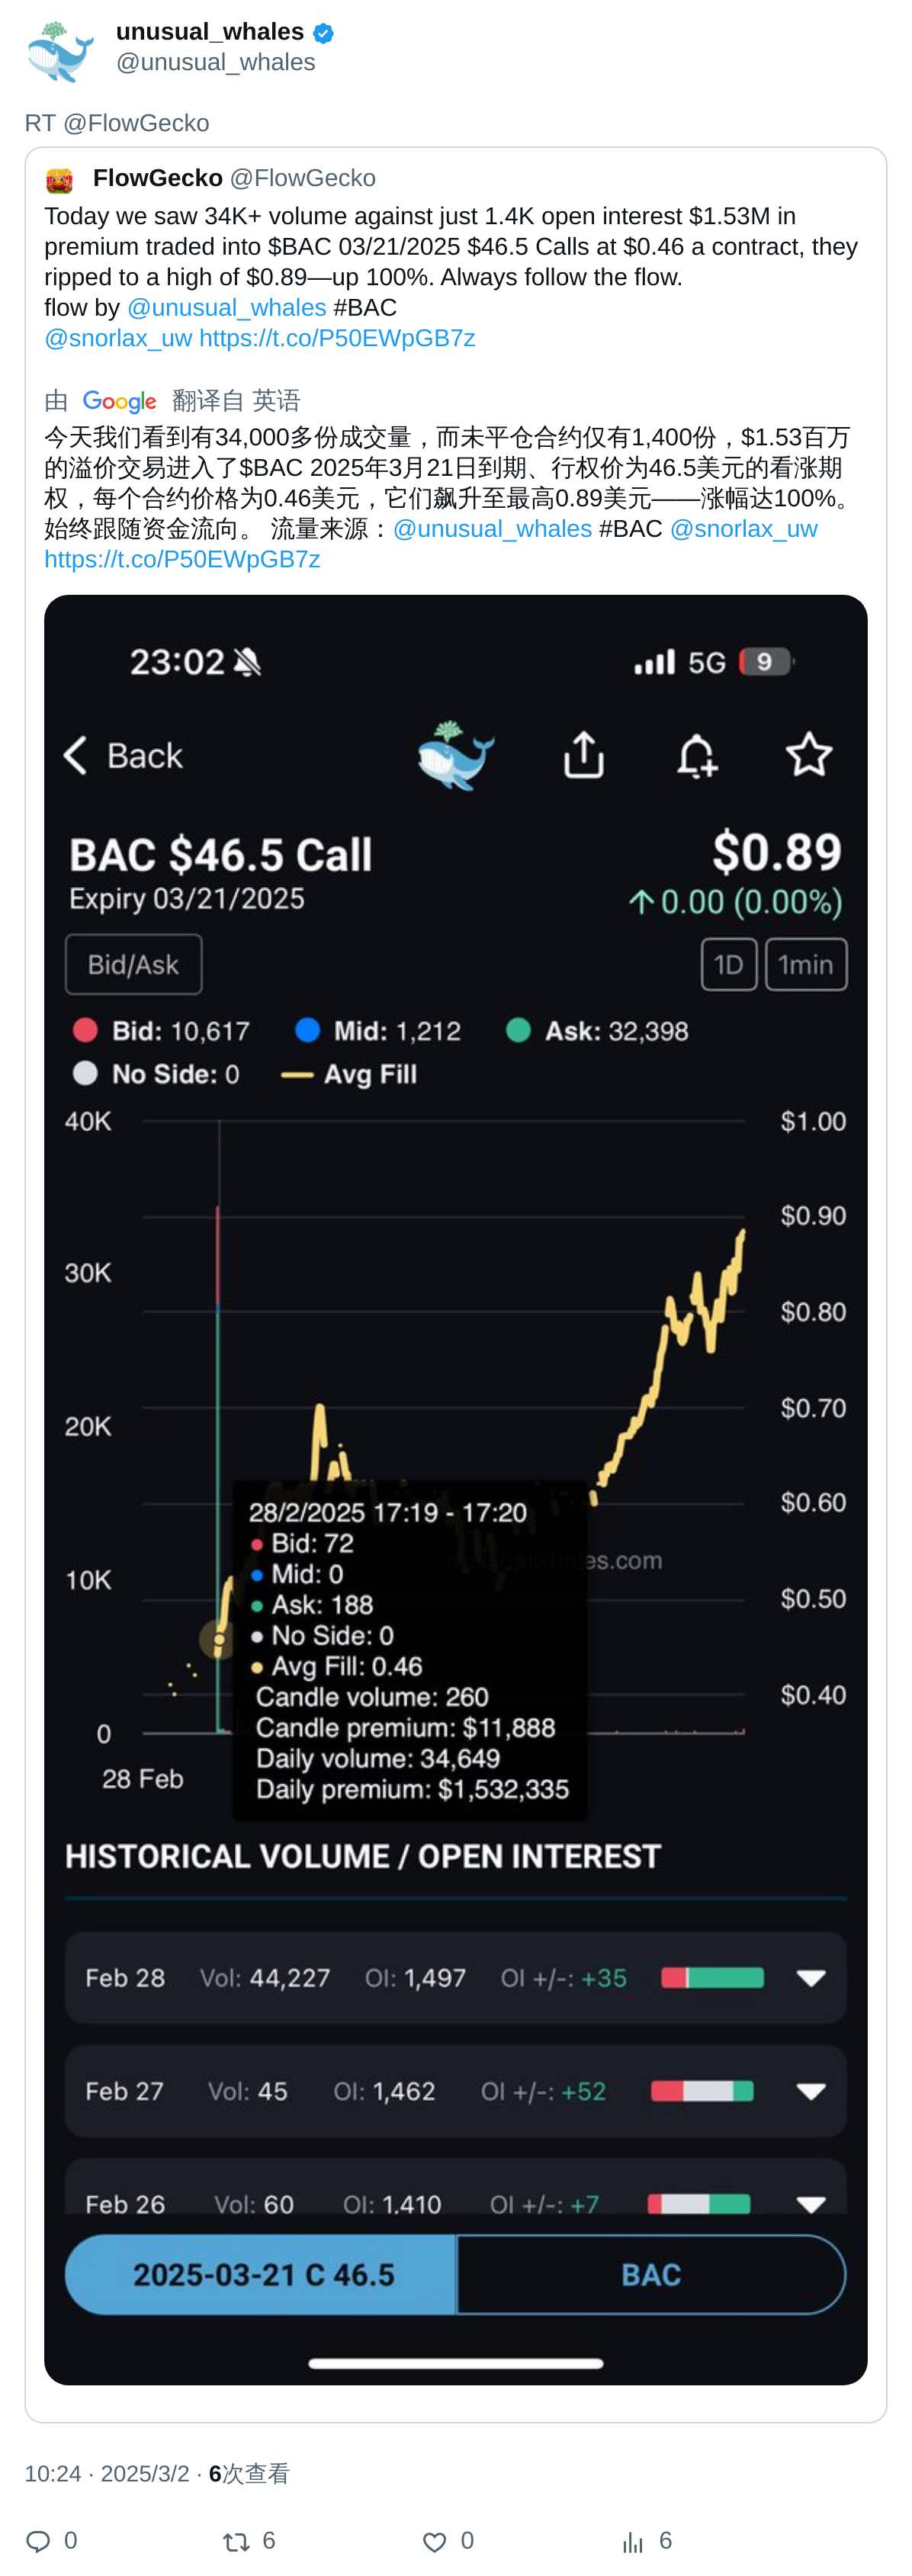 unusual_whales
@unusual_whales
RT @FlowGecko
FlowGecko @FlowGecko
Today we saw 34K+ volume against just 1.4K open interest $1.53M in
premium traded into $BAC 03/21/2025 $46.5 Calls at $0.46 a contract, they
ripped to a high of $0.89—up 100%. Always follow the flow.
flow by @unusual_whales #BAC
@snorlax_uw https://t.co/P50EWpGB7z
由 Google 翻译自 英语
今天我们看到有34,000多份成交量，而未平仓合约仅有1,400份，$1.53百万
的溢价交易进入了$BAC 2025年3月21日到期、行权价为46.5美元的看涨期
权，每个合约价格为0.46美元，它们飙升至最高0.89美元——涨幅达100%。
始终跟随资金流向。 流量来源：@unusual_whales #BAC @snorlax_uw
https://t.co/P50EWpGB7z
23:02 5G 9
Back
BAC $46.5 Call $0.89
Expiry 03/21/2025 0.00 (0.00%)
Bid/Ask 1D 1min
Bid: 10,617 Mid: 1,212 Ask: 32,398
No Side: 0 Avg Fill
40K $1.00
$0.90
30K
$0.80
$0.70
20K
$0.60
28/2/2025 17:19 - 17:20
Bid: 72
Mid: 0
es.com
10K
$0.50
Ask: 188
No Side: 0
Avg Fill: 0.46
Candle volume: 260
$0.40
Candle premium: $11,888
0
Daily volume: 34,649
Daily premium: $1,532,335
28 Feb
HISTORICAL VOLUME / OPEN INTEREST
Feb 28 Vol: 44,227 OI: 1,497 OI +/-: +35
Feb 27 Vol: 45 OI: 1,462 OI +/-: +52
Feb 26 Vol: 60 OI: 1,410 OI +/-: +7
2025-03-21 C 46.5 BAC
10:24 · 2025/3/2 · 6次查看
0 6 0 6